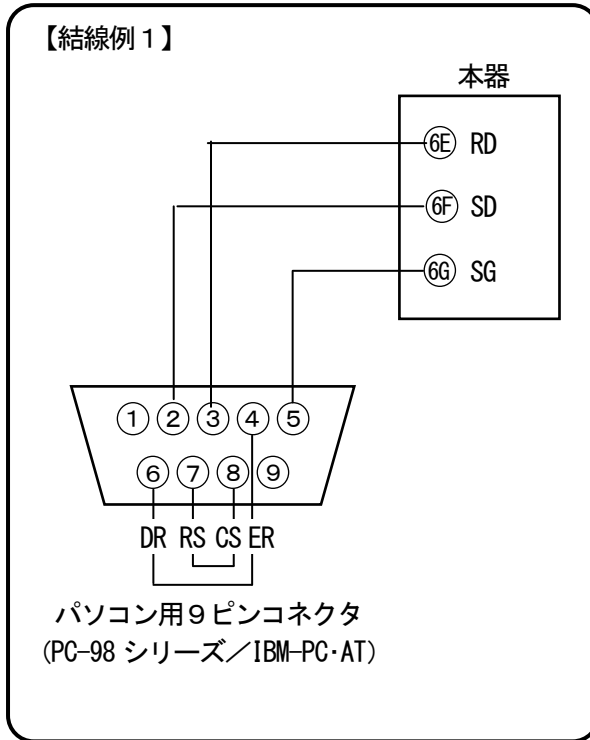 【結線例1】
本器
6E RD
6F SD
6G SG
① ② ③ ④ ⑤
⑥ ⑦ ⑧ ⑨
DR RS CS ER
パソコン用9ピンコネクタ
(PC-98 シリーズ/IBM-PC・AT)